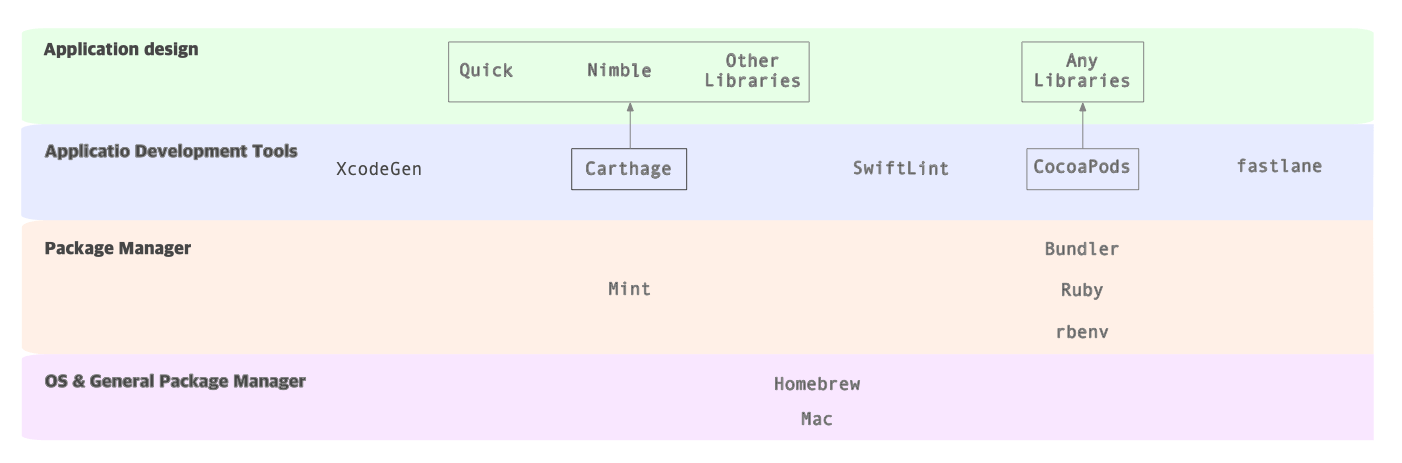 Application design
Quick
Nimble
Other
Libraries
Any
Libraries
Applicatio Development Tools
XcodeGen
Carthage
SwiftLint
CocoaPods
fastlane
Package Manager
Mint
Bundler
Ruby
rbenv
OS & General Package Manager
Homebrew
Mac